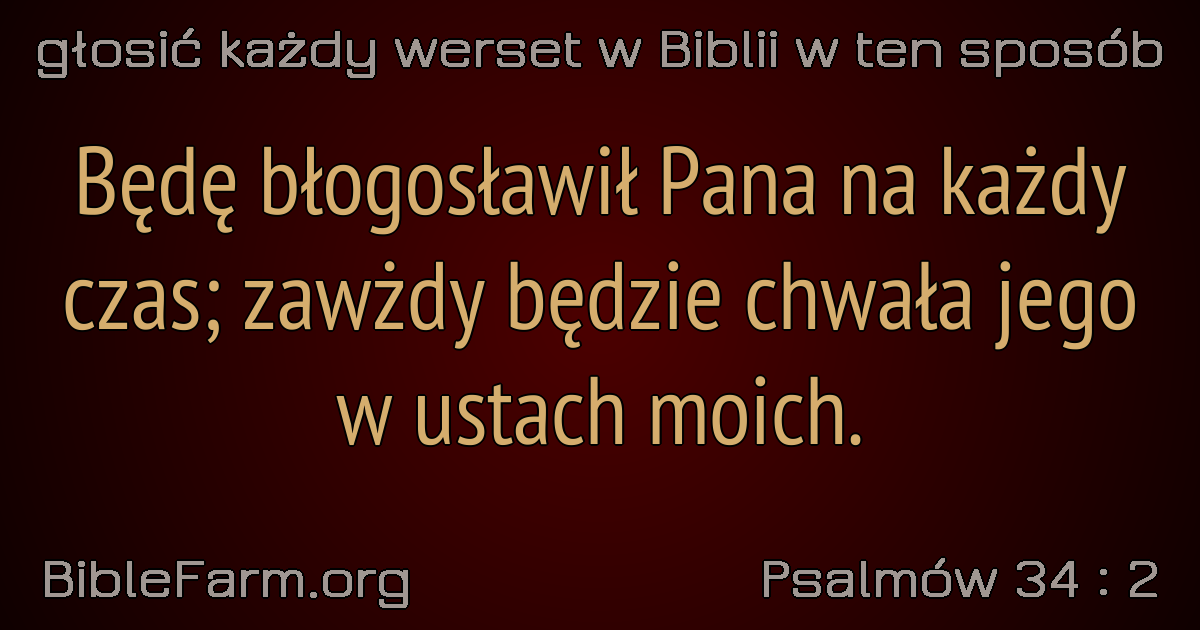 głosić każdy werset w Biblii w ten sposób
Będę błogosławił Pana na każdy
czas; zawżdy będzie chwała jego
w ustach moich.
BibleFarm.org
Psalmów 34 : 2